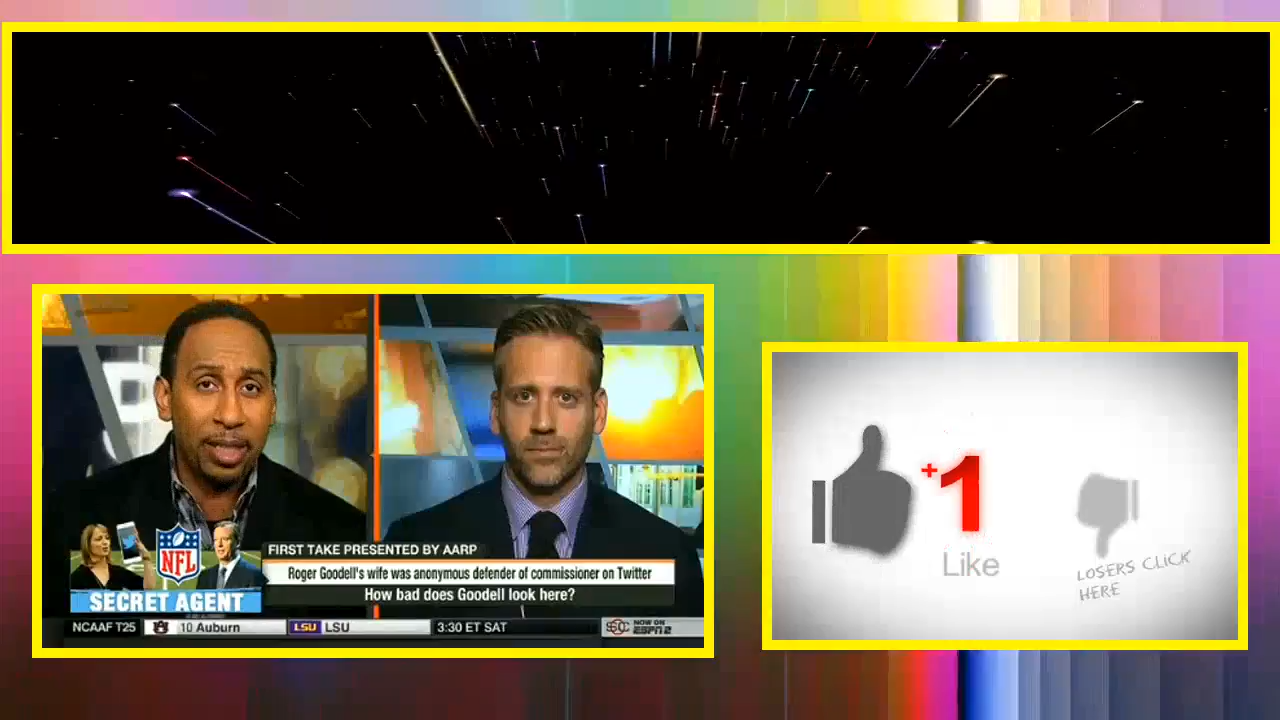 FIRST TAKE PRESENTED BY AARP
Roger Goodell's wife was anonymous defender of commissioner on Twitter
How bad does Goodell look here?
NFL
SECRET AGENT
NCAAF T25 10 Auburn LSU LSU 3:30 ET SAT NOW ON ESPN 2
+1
Like
LOSERS CLICK
HERE